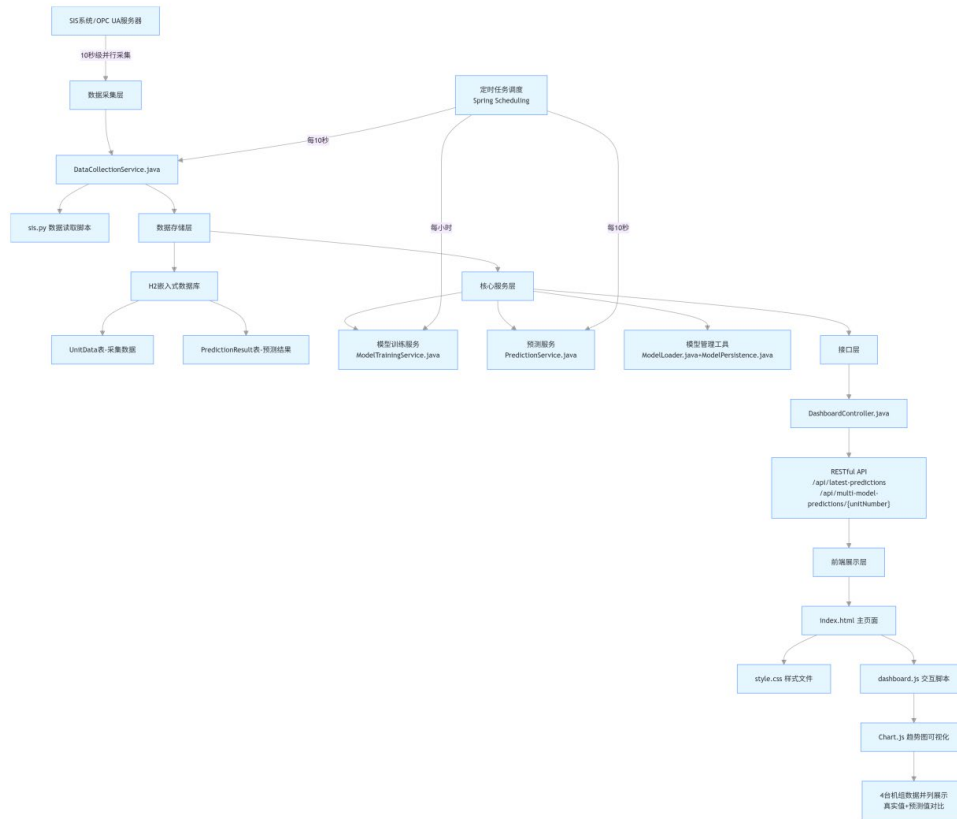 SIS系统/OPC UA服务器
10秒级并行采集
数据采集层
定时任务调度
Spring Scheduling
每10秒
DataCollectionService.java
sis.py 数据读取脚本
数据存储层
每小时
每10秒
H2嵌入式数据库
核心服务层
UnitData表-采集数据
PredictionResult表-预测结果
模型训练服务
ModelTrainingService.java
预测服务
PredictionService.java
模型管理工具
ModelLoader.java+ModelPersistence.java
接口层
DashboardController.java
RESTful API
/api/latest-predictions
/api/multi-model-
predictions/{unitNumber}
前端展示层
index.html 主页面
style.css 样式文件
dashboard.js 交互脚本
Chart.js 趋势图可视化
4台机组数据并列展示
真实值+预测值对比